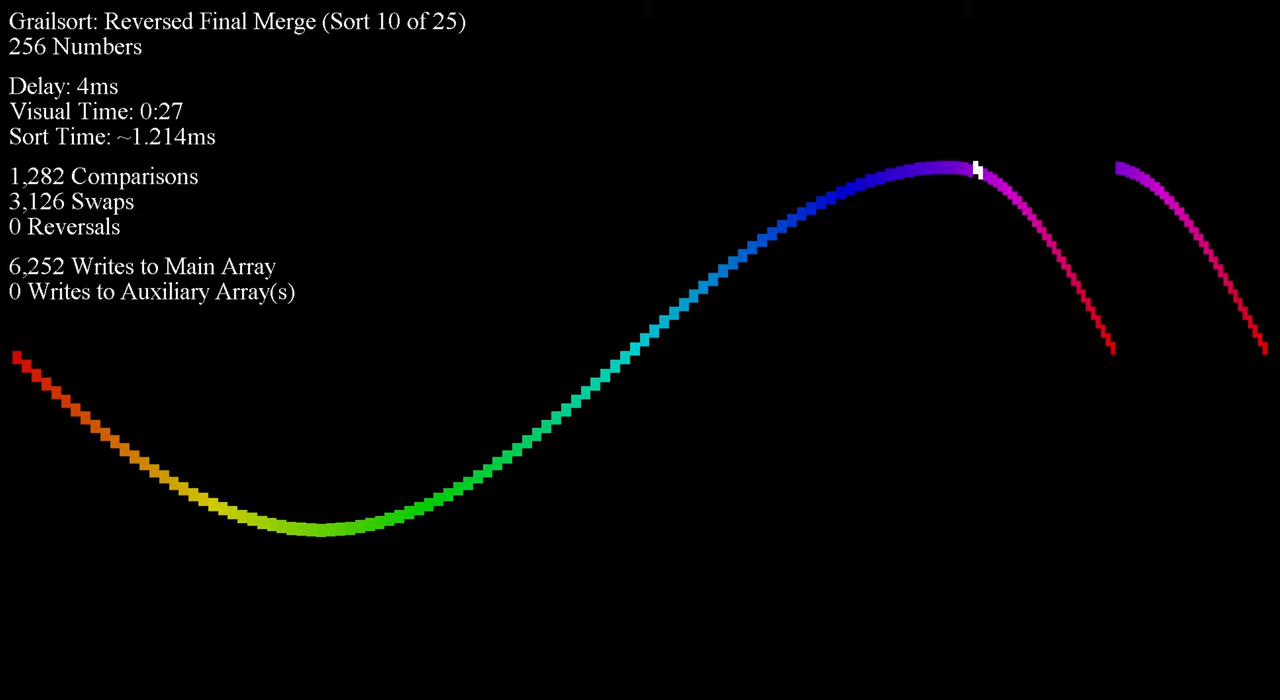 Grailsort: Reversed Final Merge (Sort 10 of 25)
256 Numbers
Delay: 4ms
Visual Time: 0:27
Sort Time: ~1.214ms
1,282 Comparisons
3,126 Swaps
0 Reversals
6,252 Writes to Main Array
0 Writes to Auxiliary Array(s)